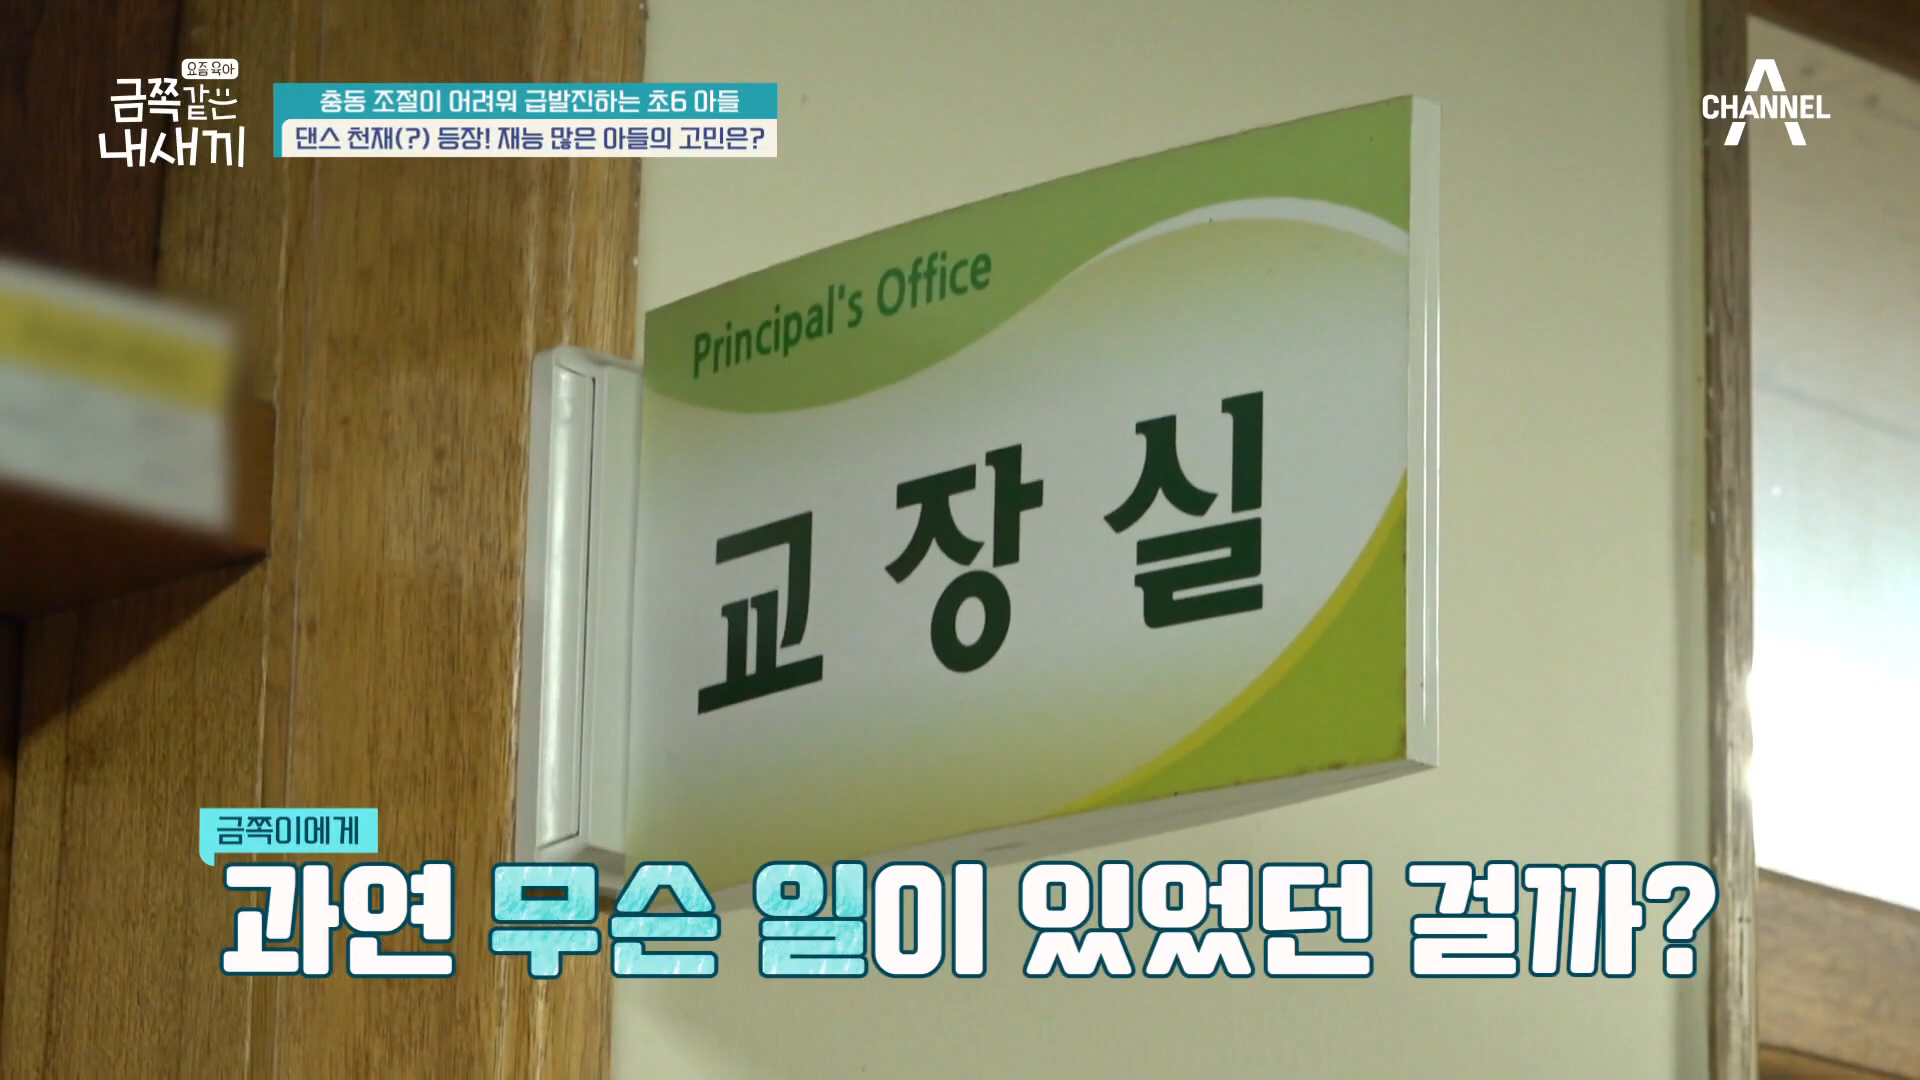 요즘 육아
금쪽같은
내새끼
충동 조절이 어려워 급발진하는 초6 아들
댄스 천재(?) 등장! 재능 많은 아들의 고민은?
CHANNEL
A
Principal's Office
교장실
금쪽이에게
과연 무슨 일이 있었던 걸까?